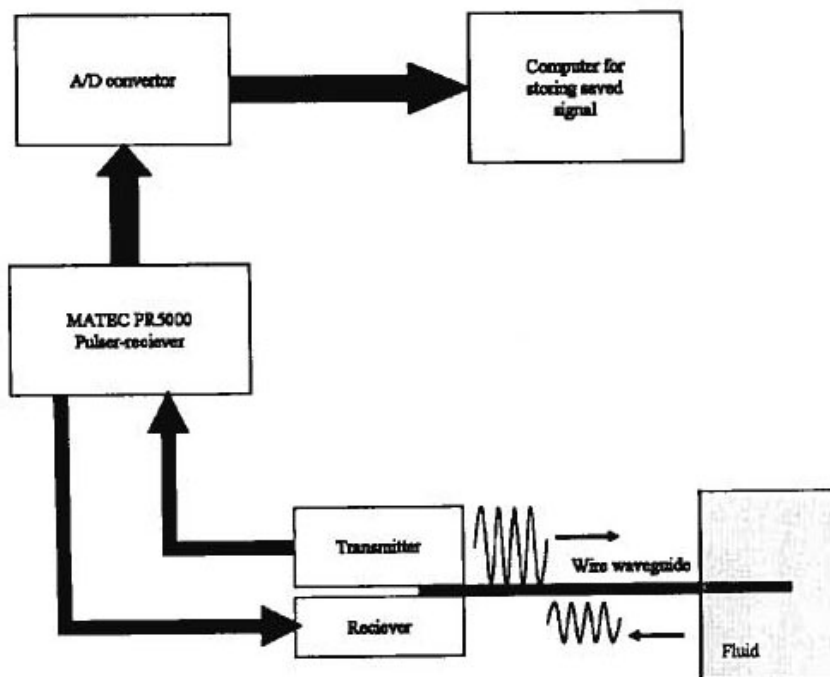 A/D convertor
Computer for
storing saved
signal
MATEC PR5000
Pulser-reciever
Transmitter
Wire waveguide
Reciever
Fluid